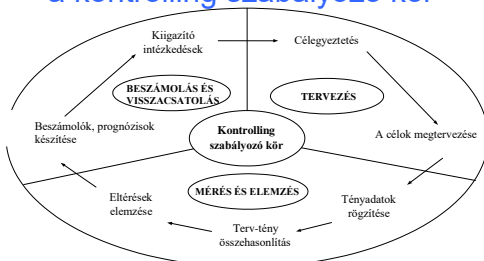 a kontrolling szabályozó kör
Kiigazító
intézkedések
Célegyeztetés
BESZÁMOLÁS ÉS
VISSZACSATOLÁS
TERVEZÉS
Beszámolók, prognózisok
készítése
Kontrolling
szabályozó kör
A célok megtervezése
MÉRÉS ÉS ELEMZÉS
Eltérések
elemzése
Tényadatok
rögzítése
Terv-tény
összehasonlítás